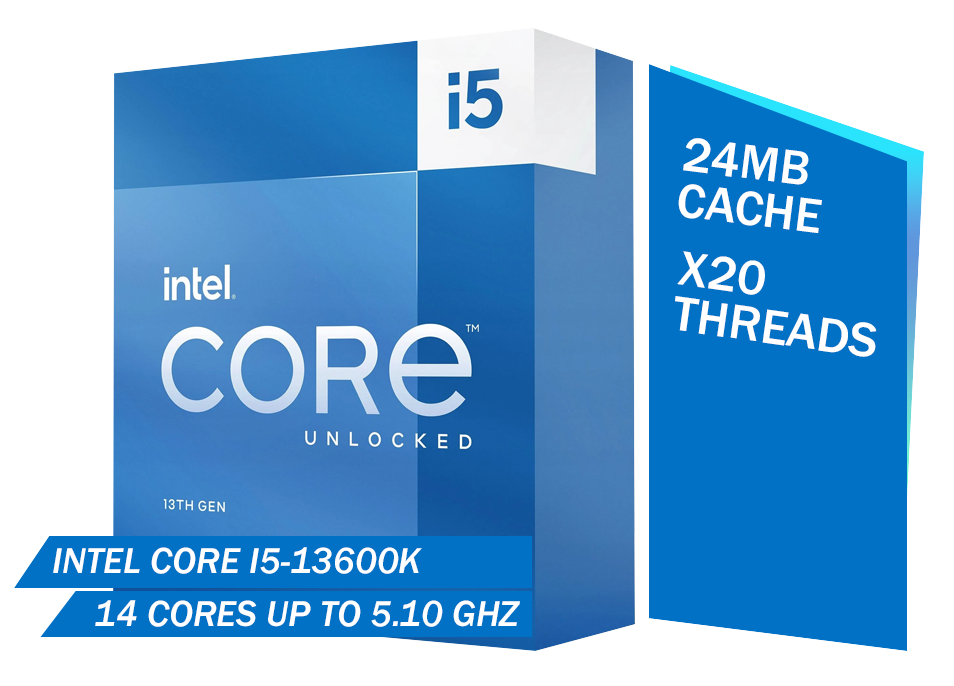 i5
intel.
CORE™
UNLOCKED
13TH GEN
INTEL CORE I5-13600K
14 CORES UP TO 5.10 GHZ
24MB
CACHE
X20
THREADS